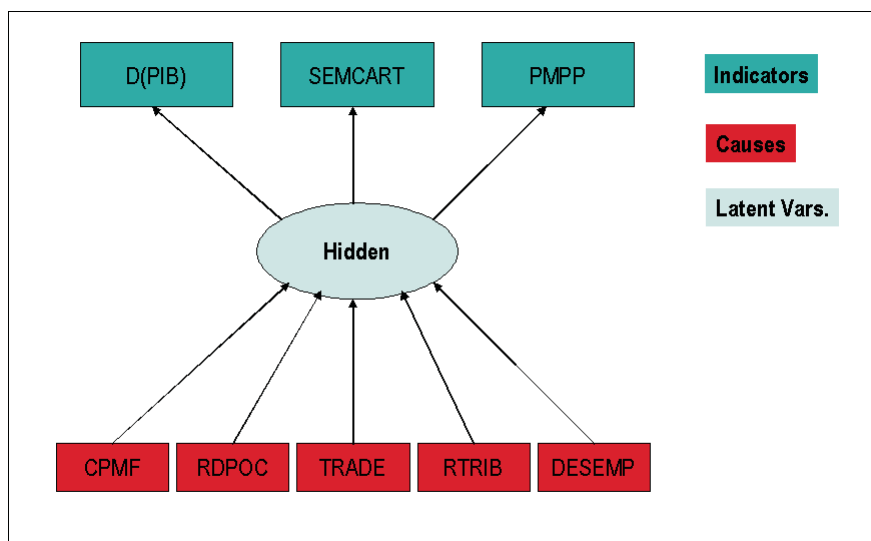 D(PIB)
SEMCART
PMPP
Indicators
Causes
Latent Vars.
Hidden
CPMF
RDPOC
TRADE
RTRIB
DESEMP